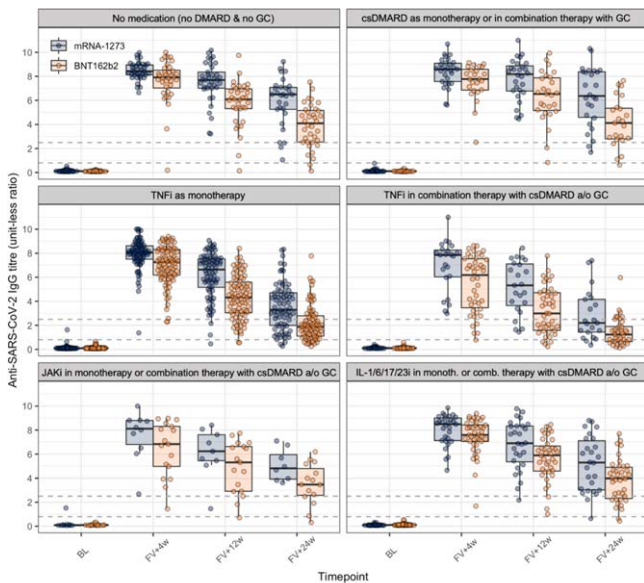 No medication (no DMARD & no GC)
csDMARD as monotherapy or in combination therapy with GC
mRNA-1273
BNT162b2
10
8
6
4
2
0
TNFi as monotherapy
TNFi in combination therapy with csDMARD a/o GC
10
8
6
4
2
0
Anti-SARS-CoV-2 IgG titre (unit-less ratio)
JAKi in monotherapy or combination therapy with csDMARD a/o GC
IL-1/6/17/23i in monoth. or comb. therapy with csDMARD a/o GC
10
8
6
4
2
0
BL
FV+4w
FV+12w
FV+24w
BL
FV+4w
FV+12w
FV+24w
Timepoint